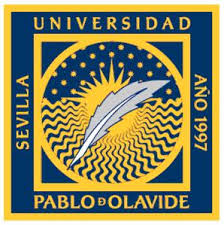 UNIVERSIDAD
SEVILLA
AÑO 1997
PABLO Đ OLAVIDE